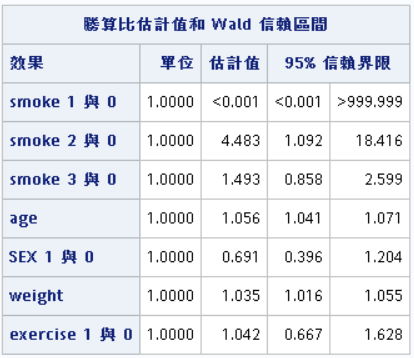 勝算比估計值和 Wald 信賴區間
效果 單位 估計值 95% 信賴界限
smoke 1 與 0 1.0000 <0.001 <0.001 >999.999
smoke 2 與 0 1.0000 4.483 1.092 18.416
smoke 3 與 0 1.0000 1.493 0.858 2.599
age 1.0000 1.056 1.041 1.071
SEX 1 與 0 1.0000 0.691 0.396 1.204
weight 1.0000 1.035 1.016 1.055
exercise 1 與 0 1.0000 1.042 0.667 1.628